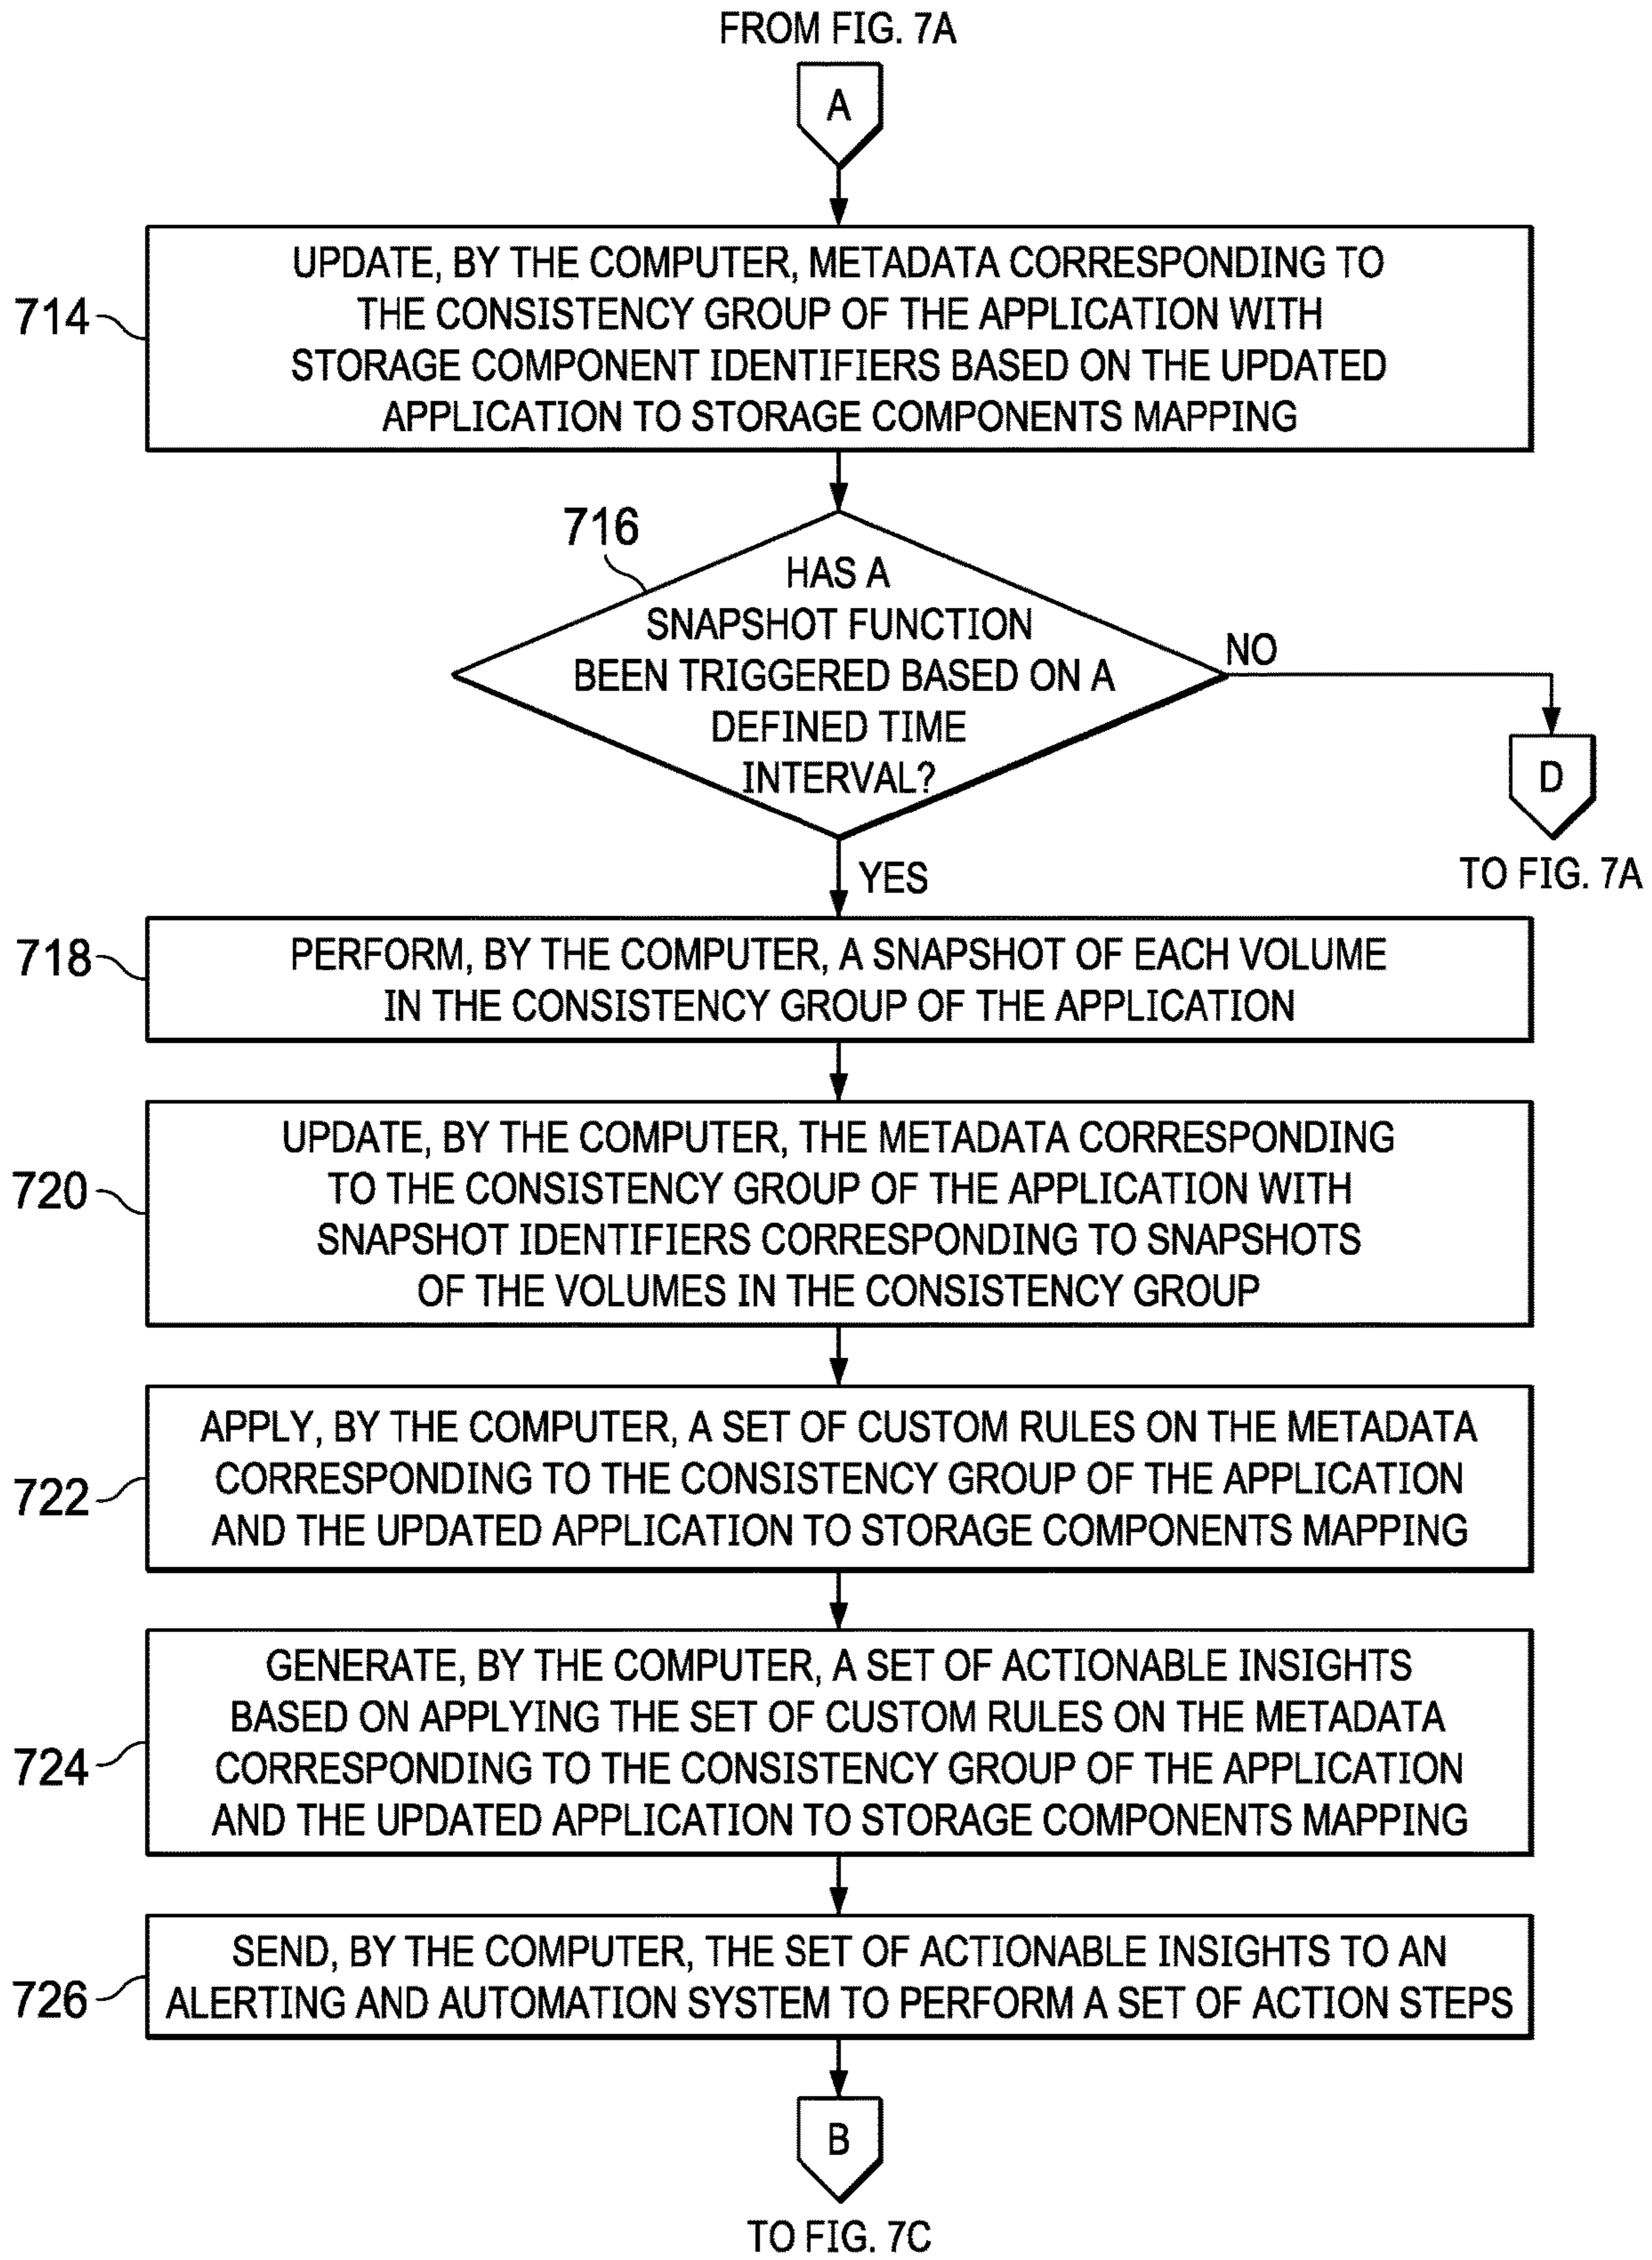 FROM FIG. 7A
A
714
UPDATE, BY THE COMPUTER, METADATA CORRESPONDING TO
THE CONSISTENCY GROUP OF THE APPLICATION WITH
STORAGE COMPONENT IDENTIFIERS BASED ON THE UPDATED
APPLICATION TO STORAGE COMPONENTS MAPPING
716
HAS A
SNAPSHOT FUNCTION
BEEN TRIGGERED BASED ON A
DEFINED TIME
INTERVAL?
NO
D
TO FIG. 7A
YES
718
PERFORM, BY THE COMPUTER, A SNAPSHOT OF EACH VOLUME
IN THE CONSISTENCY GROUP OF THE APPLICATION
720
UPDATE, BY THE COMPUTER, THE METADATA CORRESPONDING
TO THE CONSISTENCY GROUP OF THE APPLICATION WITH
SNAPSHOT IDENTIFIERS CORRESPONDING TO SNAPSHOTS
OF THE VOLUMES IN THE CONSISTENCY GROUP
722
APPLY, BY THE COMPUTER, A SET OF CUSTOM RULES ON THE METADATA
CORRESPONDING TO THE CONSISTENCY GROUP OF THE APPLICATION
AND THE UPDATED APPLICATION TO STORAGE COMPONENTS MAPPING
724
GENERATE, BY THE COMPUTER, A SET OF ACTIONABLE INSIGHTS
BASED ON APPLYING THE SET OF CUSTOM RULES ON THE METADATA
CORRESPONDING TO THE CONSISTENCY GROUP OF THE APPLICATION
AND THE UPDATED APPLICATION TO STORAGE COMPONENTS MAPPING
726
SEND, BY THE COMPUTER, THE SET OF ACTIONABLE INSIGHTS TO AN
ALERTING AND AUTOMATION SYSTEM TO PERFORM A SET OF ACTION STEPS
B
TO FIG. 7C